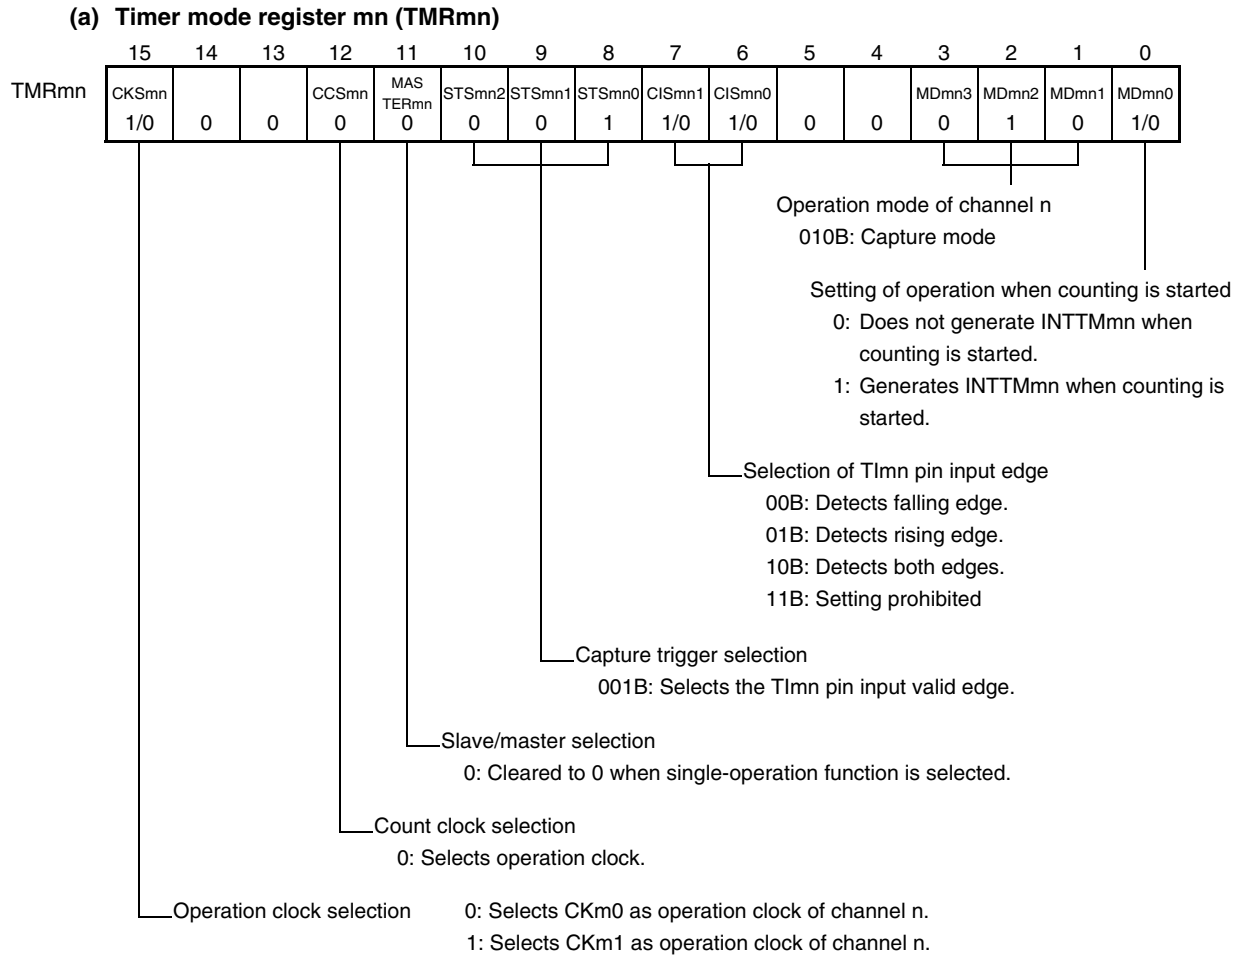 (a) Timer mode register mn (TMRmn)
15 14 13 12 11 10 9 8 7 6 5 4 3 2 1 0
TMRmn CKSmn CCSmn MAS TERmn STSmn2 STSmn1 STSmn0 CISmn1 CISmn0 MDmn3 MDmn2 MDmn1 MDmn0
1/0 0 0 0 0 0 0 1 1/0 1/0 0 0 0 1 0 1/0
Operation mode of channel n
010B: Capture mode
Setting of operation when counting is started
0: Does not generate INTTMmn when
counting is started.
1: Generates INTTMmn when counting is
started.
Selection of TImn pin input edge
00B: Detects falling edge.
01B: Detects rising edge.
10B: Detects both edges.
11B: Setting prohibited
Capture trigger selection
001B: Selects the TImn pin input valid edge.
Slave/master selection
0: Cleared to 0 when single-operation function is selected.
Count clock selection
0: Selects operation clock.
Operation clock selection 0: Selects CKm0 as operation clock of channel n.
1: Selects CKm1 as operation clock of channel n.